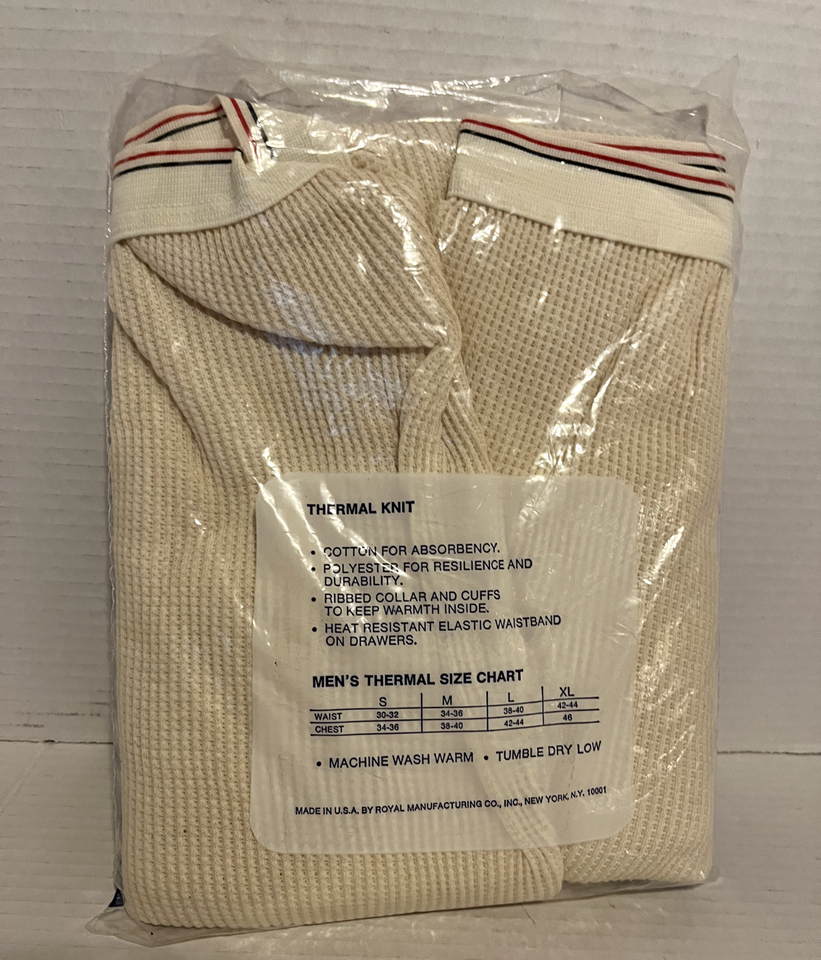 THERMAL KNIT
• COTTON FOR ABSORBENCY.
• POLYESTER FOR RESILIENCE AND
DURABILITY.
• RIBBED COLLAR AND CUFFS
TO KEEP WARMTH INSIDE.
• HEAT RESISTANT ELASTIC WAISTBAND
ON DRAWERS.
MEN'S THERMAL SIZE CHART
S M L XL
WAIST 30-32 34-36 38-40 42-44
CHEST 34-36 38-40 42-44 46
• MACHINE WASH WARM • TUMBLE DRY LOW
MADE IN U.S.A. BY ROYAL MANUFACTURING CO., INC., NEW YORK, N.Y. 10001